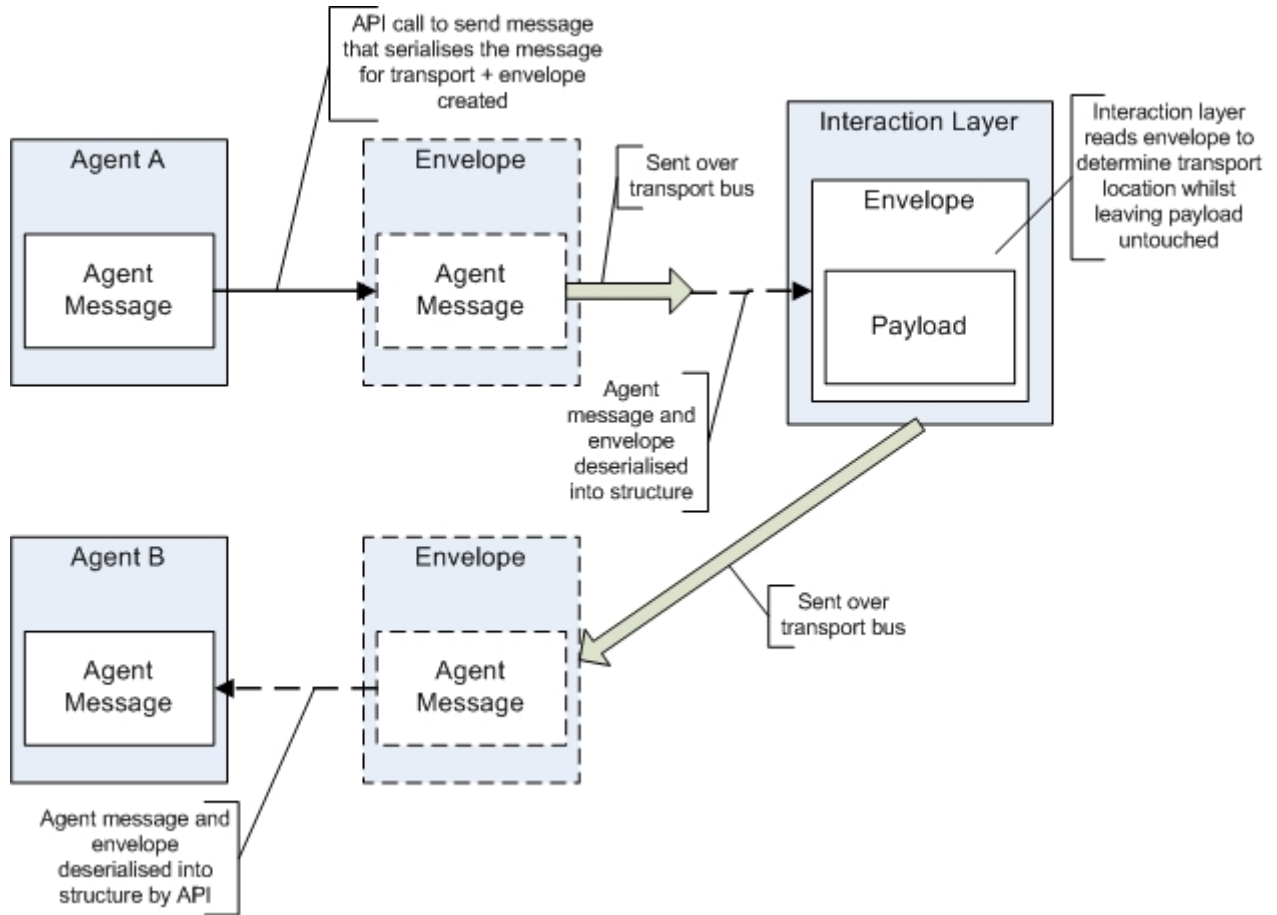 API call to send message
that serialises the message
for transport + envelope
created
Agent A
Agent
Message
Envelope
Agent
Message
Sent over
transport bus
Interaction Layer
Envelope
Payload
Interaction layer
reads envelope to
determine transport
location whilst
leaving payload
untouched
Agent
message and
envelope
deserialised
into structure
Agent B
Agent
Message
Envelope
Agent
Message
Sent over
transport bus
Agent message and
envelope
deserialised into
structure by API